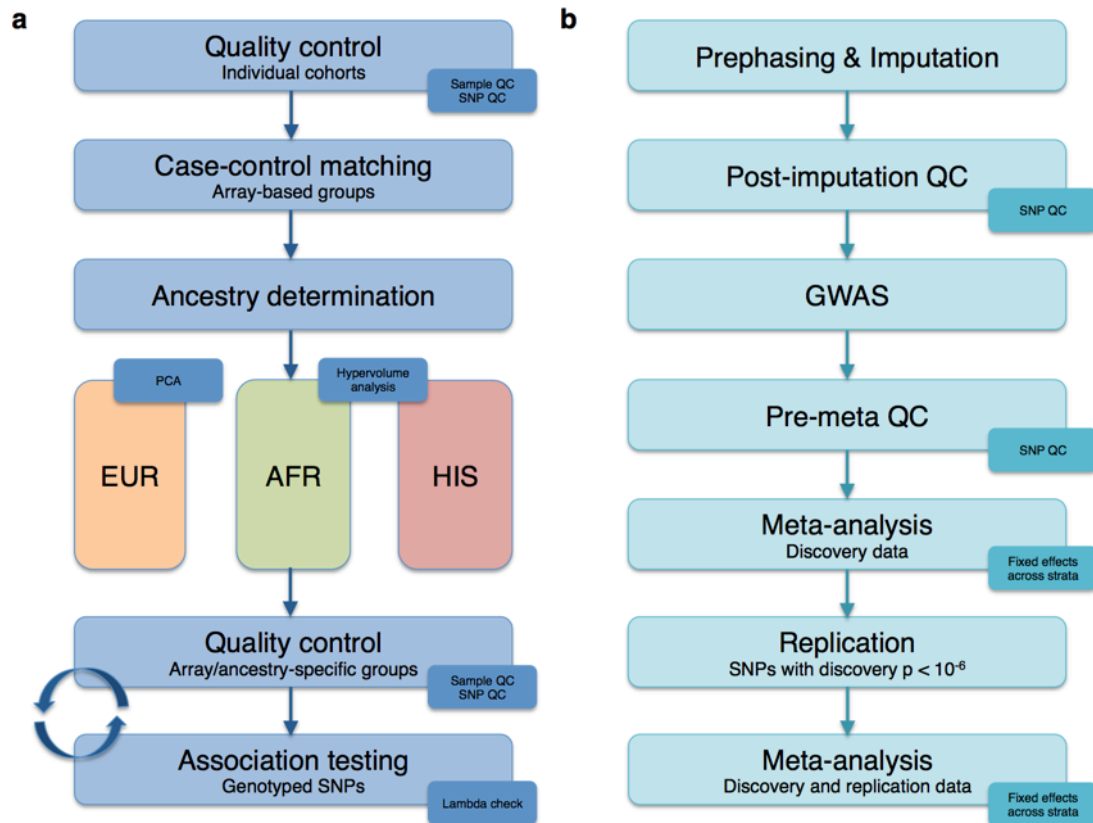 a
Quality control
Individual cohorts
Sample QC
SNP QC
Case-control matching
Array-based groups
Ancestry determination
PCA
Hypervolume
analysis
EUR
AFR
HIS
Quality control
Array/ancestry-specific groups
Sample QC
SNP QC
Association testing
Genotyped SNPs
Lambda check
b
Prephasing & Imputation
Post-imputation QC
SNP QC
GWAS
Pre-meta QC
SNP QC
Meta-analysis
Discovery data
Fixed effects
across strata
Replication
SNPs with discovery p < 10⁻⁶
Meta-analysis
Discovery and replication data
Fixed effects
across strata